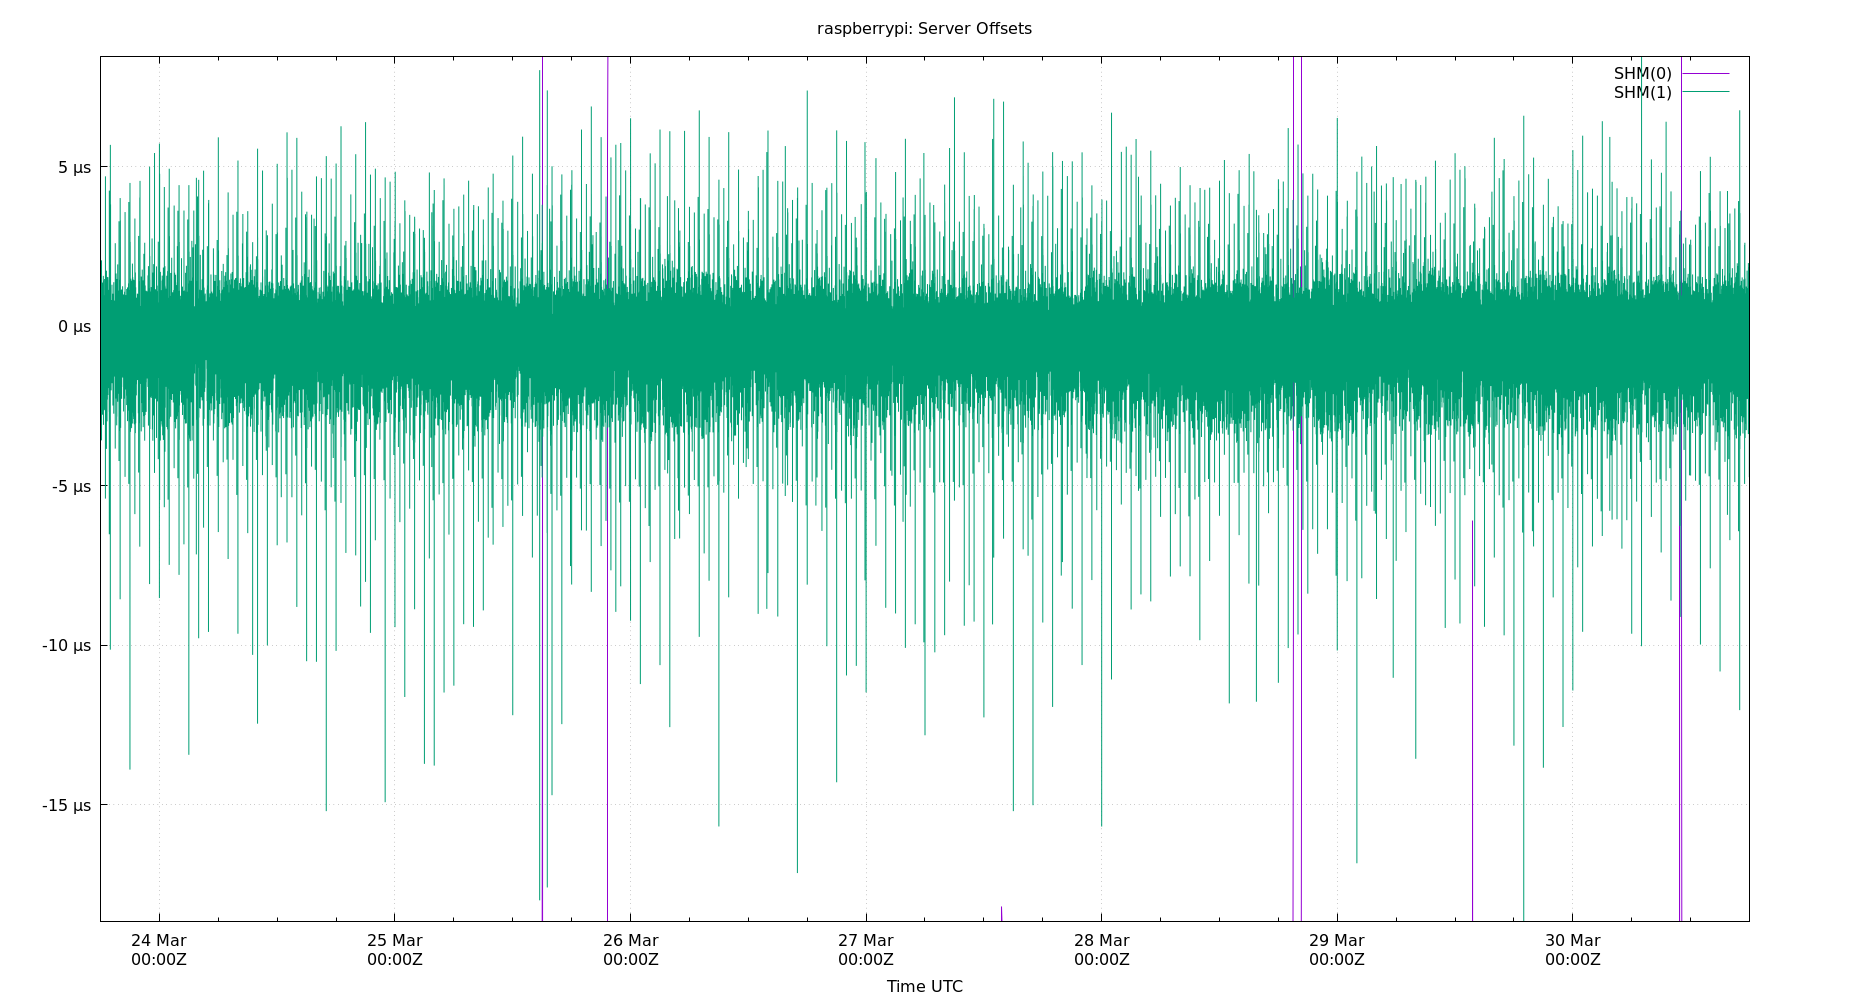 raspberrypi: Server Offsets
SHM(0)
SHM(1)
5 µs
0 µs
-5 µs
-10 µs
-15 µs
24 Mar 25 Mar 26 Mar 27 Mar 28 Mar 29 Mar 30 Mar
00:00Z 00:00Z 00:00Z 00:00Z 00:00Z 00:00Z 00:00Z
Time UTC